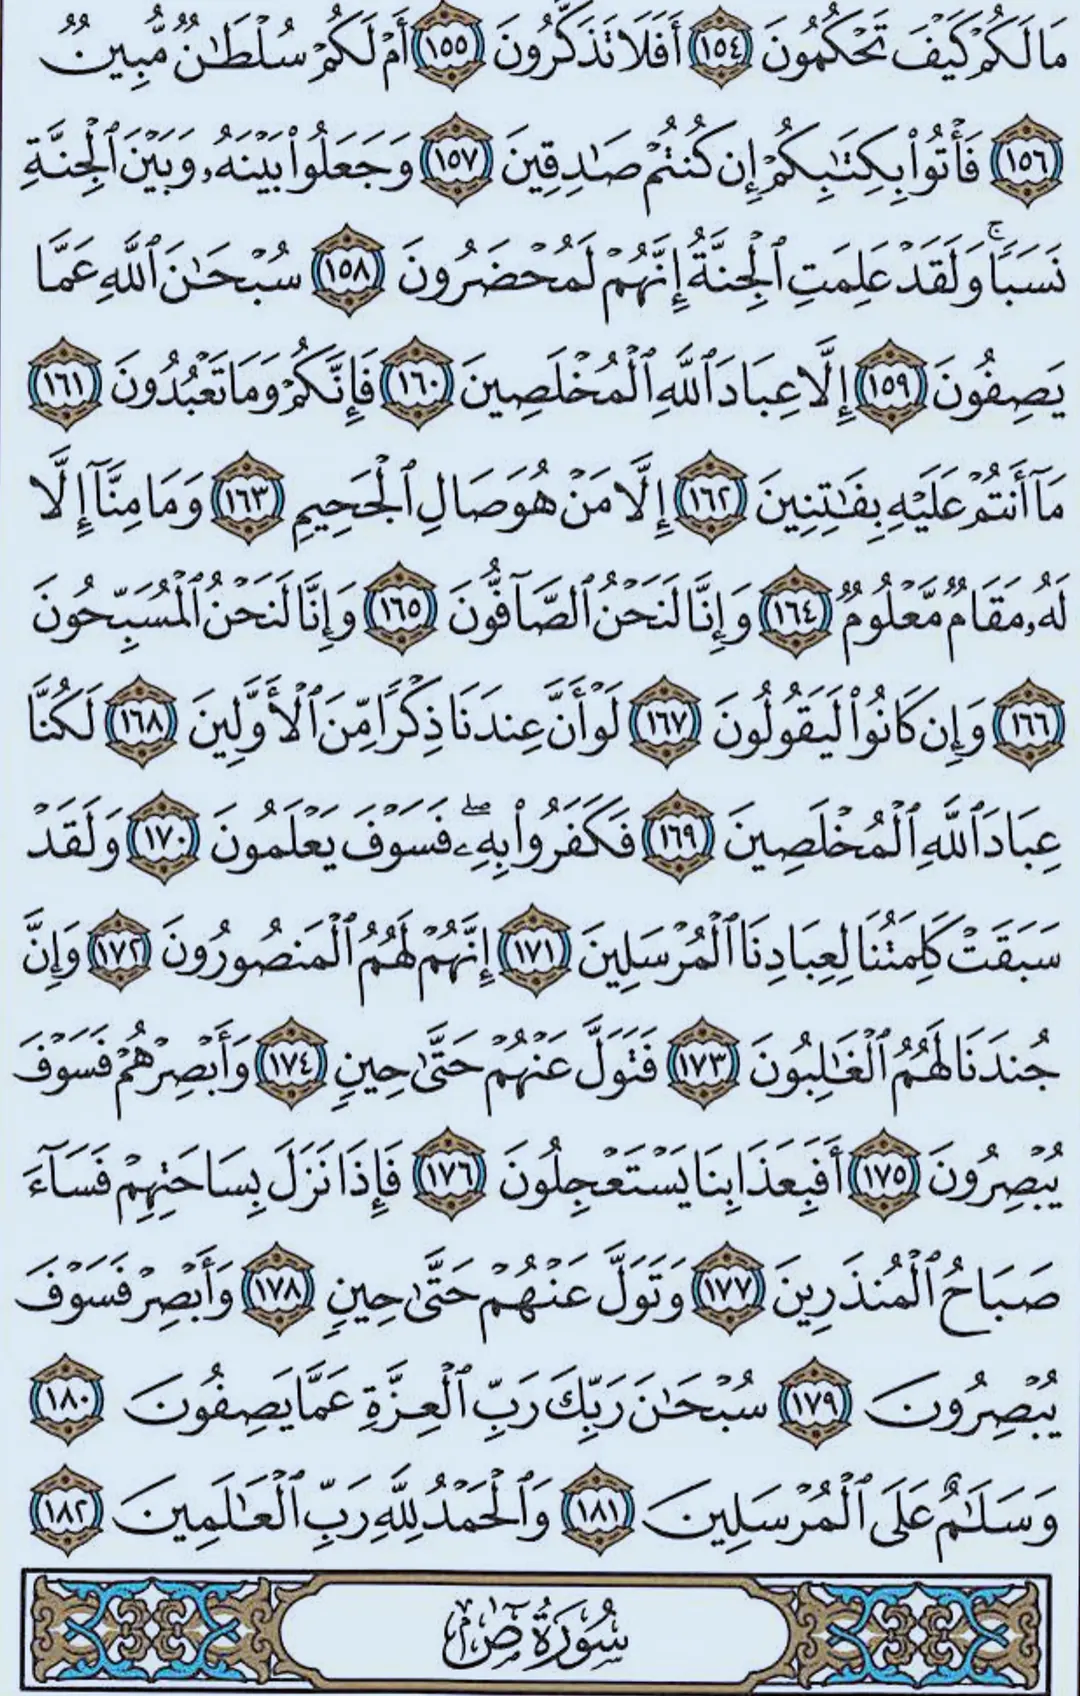 مَا لَكُمْ كَيْفَ تَحْكُمُونَ ١٥٤ أَفَلَا تَذَكَّرُونَ ١٥٥ أَمْ لَكُمْ سُلْطَـٰنٌ مُّبِينٌ
١٥٦ فَأْتُوا۟ بِكِتَـٰبِكُمْ إِن كُنتُمْ صَـٰدِقِينَ ١٥٧ وَجَعَلُوا۟ بَيْنَهُۥ وَبَيْنَ ٱلْجِنَّةِ
نَسَبًا ۚ وَلَقَدْ عَلِمَتِ ٱلْجِنَّةُ إِنَّهُمْ لَمُحْضَرُونَ ١٥٨ سُبْحَـٰنَ ٱللَّهِ عَمَّا
يَصِفُونَ ١٥٩ إِلَّا عِبَادَ ٱللَّهِ ٱلْمُخْلَصِينَ ١٦٠ فَإِنَّكُمْ وَمَا تَعْبُدُونَ ١٦١
مَآ أَنتُمْ عَلَيْهِ بِفَـٰتِنِينَ ١٦٢ إِلَّا مَنْ هُوَ صَالِ ٱلْجَحِيمِ ١٦٣ وَمَا مِنَّآ إِلَّا
لَهُۥ مَقَامٌ مَّعْلُومٌ ١٦٤ وَإِنَّا لَنَحْنُ ٱلصَّآفُّونَ ١٦٥ وَإِنَّا لَنَحْنُ ٱلْمُسَبِّحُونَ
١٦٦ وَإِن كَانُوا۟ لَيَقُولُونَ ١٦٧ لَوْ أَنَّ عِندَنَا ذِكْرًا مِّنَ ٱلْأَوَّلِينَ ١٦٨ لَكُنَّا
عِبَادَ ٱللَّهِ ٱلْمُخْلَصِينَ ١٦٩ فَكَفَرُوا۟ بِهِۦ ۖ فَسَوْفَ يَعْلَمُونَ ١٧٠ وَلَقَدْ
سَبَقَتْ كَلِمَتُنَا لِعِبَادِنَا ٱلْمُرْسَلِينَ ١٧١ إِنَّهُمْ لَهُمُ ٱلْمَنصُورُونَ ١٧٢ وَإِنَّ
جُندَنَا لَهُمُ ٱلْغَـٰلِبُونَ ١٧٣ فَتَوَلَّ عَنْهُمْ حَتَّىٰ حِينٍ ١٧٤ وَأَبْصِرْهُمْ فَسَوْفَ
يُبْصِرُونَ ١٧٥ أَفَبِعَذَابِنَا يَسْتَعْجِلُونَ ١٧٦ فَإِذَا نَزَلَ بِسَاحَتِهِمْ فَسَآءَ
صَبَاحُ ٱلْمُنذَرِينَ ١٧٧ وَتَوَلَّ عَنْهُمْ حَتَّىٰ حِينٍ ١٧٨ وَأَبْصِرْ فَسَوْفَ
يُبْصِرُونَ ١٧٩ سُبْحَـٰنَ رَبِّكَ رَبِّ ٱلْعِزَّةِ عَمَّا يَصِفُونَ ١٨٠
وَسَلَـٰمٌ عَلَى ٱلْمُرْسَلِينَ ١٨١ وَٱلْحَمْدُ لِلَّهِ رَبِّ ٱلْعَـٰلَمِينَ ١٨٢
سُورَةُ صٓ